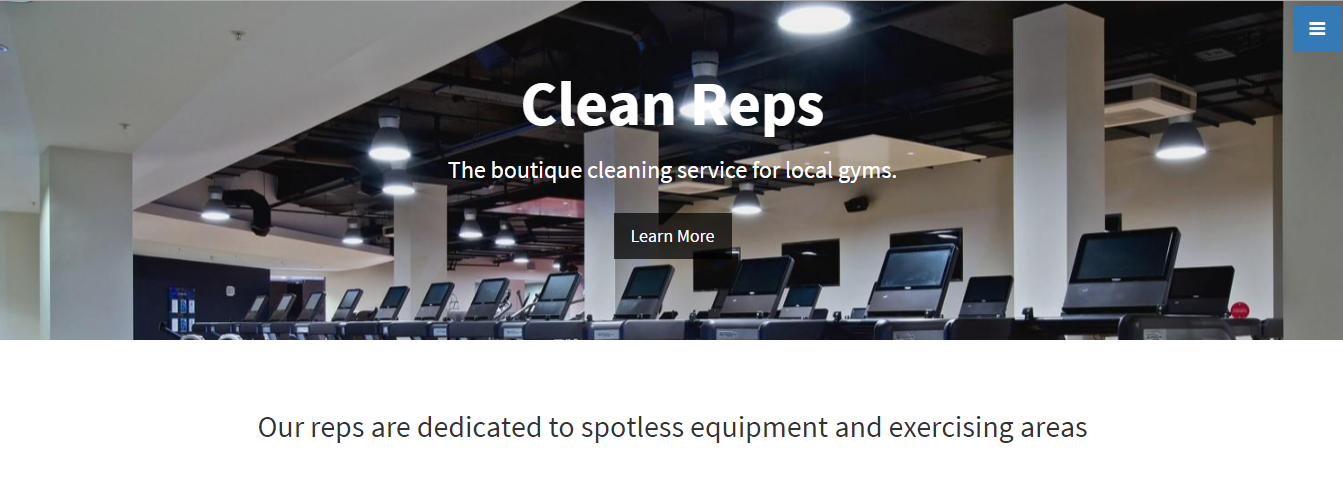 Clean Reps
The boutique cleaning service for local gyms.
Learn More
Our reps are dedicated to spotless equipment and exercising areas